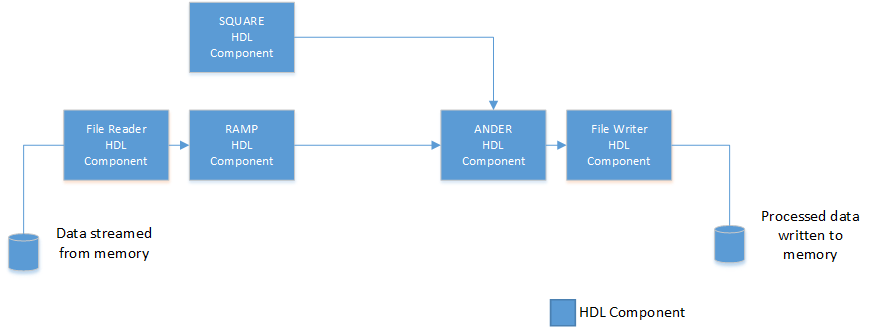 SQUARE
HDL
Component
File Reader
HDL
Component
RAMP
HDL
Component
ANDER
HDL
Component
File Writer
HDL
Component
Data streamed
from memory
Processed data
written to
memory
HDL Component